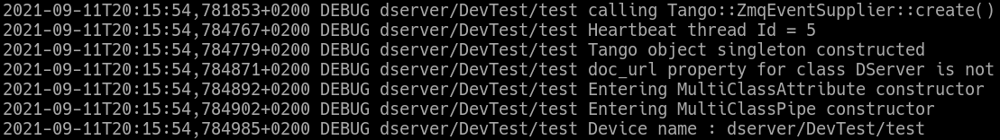 2021-09-11T20:15:54,781853+0200 DEBUG dserver/DevTest/test calling Tango::ZmqEventSupplier::create()
2021-09-11T20:15:54,784767+0200 DEBUG dserver/DevTest/test Heartbeat thread Id = 5
2021-09-11T20:15:54,784779+0200 DEBUG dserver/DevTest/test Tango object singleton constructed
2021-09-11T20:15:54,784871+0200 DEBUG dserver/DevTest/test doc_url property for class DServer is not
2021-09-11T20:15:54,784892+0200 DEBUG dserver/DevTest/test Entering MultiClassAttribute constructor
2021-09-11T20:15:54,784902+0200 DEBUG dserver/DevTest/test Entering MultiClassPipe constructor
2021-09-11T20:15:54,784985+0200 DEBUG dserver/DevTest/test Device name : dserver/DevTest/test